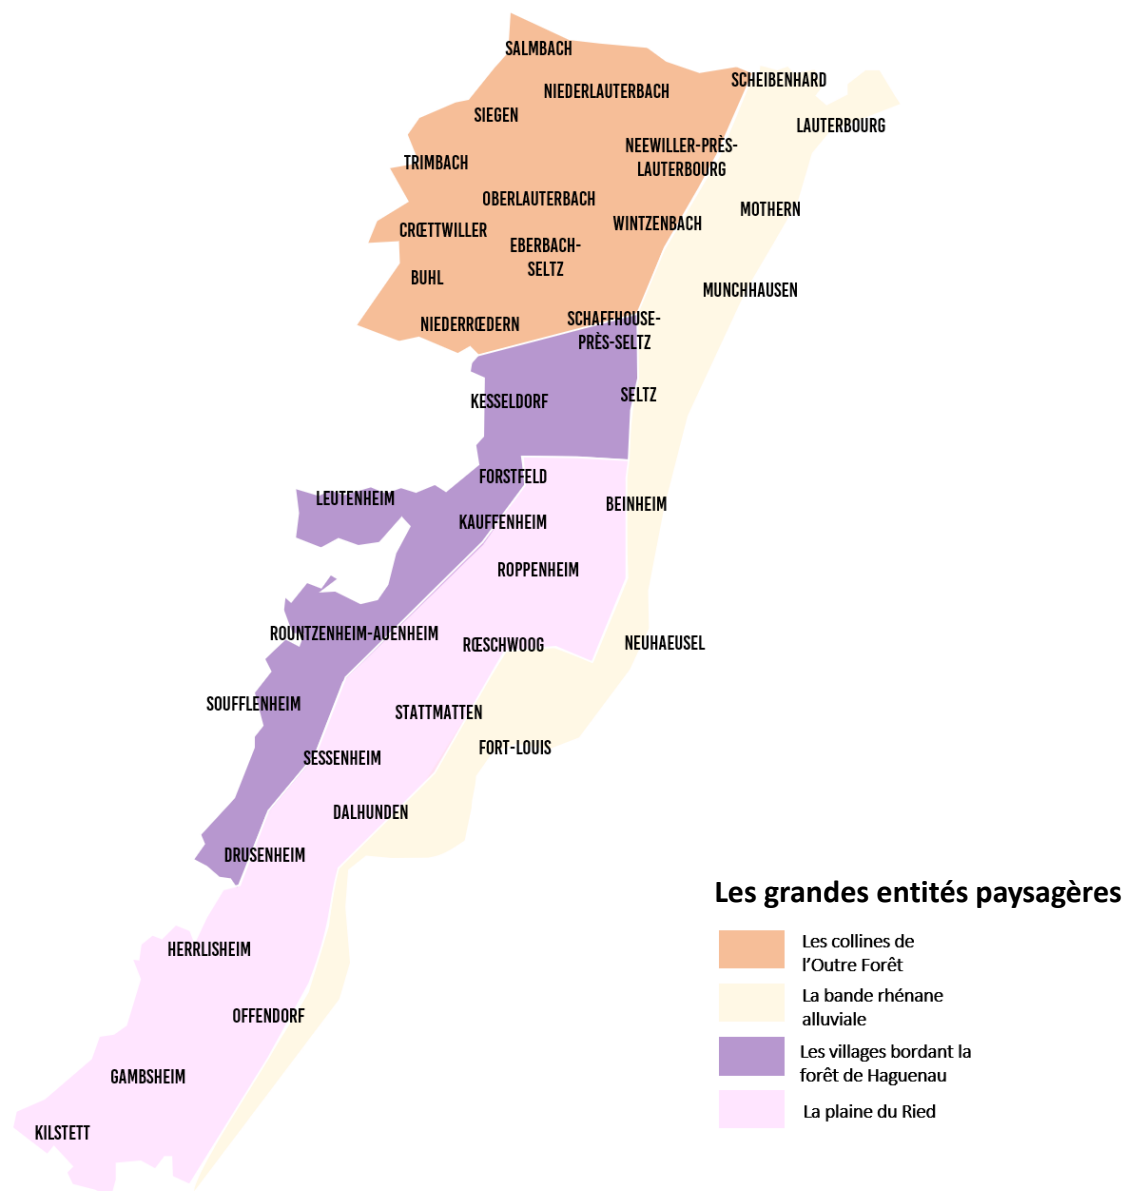 SALMBACH
SCHEIBENHARD
NIEDERLAUTERBACH
SIEGEN
LAUTERBOURG
NEEWILLER-PRÈS-
LAUTERBOURG
TRIMBACH
OBERLAUTERBACH
MOTHERN
WINTZENBACH
CRŒTTWILLER
EBERBACH-
SELTZ
BUHL
MUNCHHAUSEN
NIEDERRŒDERN
SCHAFFHOUSE-
PRÈS-SELTZ
KESSELDORF
SELTZ
FORSTFELD
LEUTENHEIM
BEINHEIM
KAUFFENHEIM
ROPPENHEIM
ROUNTZENHEIM-AUENHEIM
RŒSCHWOOG
NEUHAEUSEL
SOUFFLENHEIM
STATTMATTEN
FORT-LOUIS
SESSENHEIM
DALHUNDEN
DRUSENHEIM
HERRLISHEIM
OFFENDORF
GAMBSHEIM
KILSTETT
Les grandes entités paysagères
Les collines de
l'Outre Forêt
La bande rhénane
alluviale
Les villages bordant la
forêt de Haguenau
La plaine du Ried